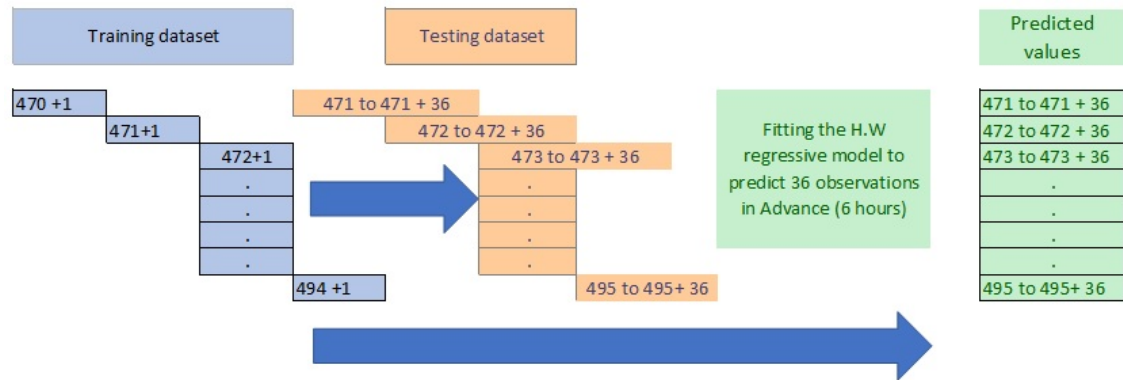 Training dataset
Testing dataset
Predicted
values
470 +1
471 to 471 + 36
471 to 471 + 36
471+1
472 to 472 + 36
472 to 472 + 36
472+1
473 to 473 + 36
473 to 473 + 36
Fitting the H.W
regressive model to
predict 36 observations
in Advance (6 hours)
. . .
. . .
. . .
. . .
494 +1
495 to 495+ 36
495 to 495+ 36